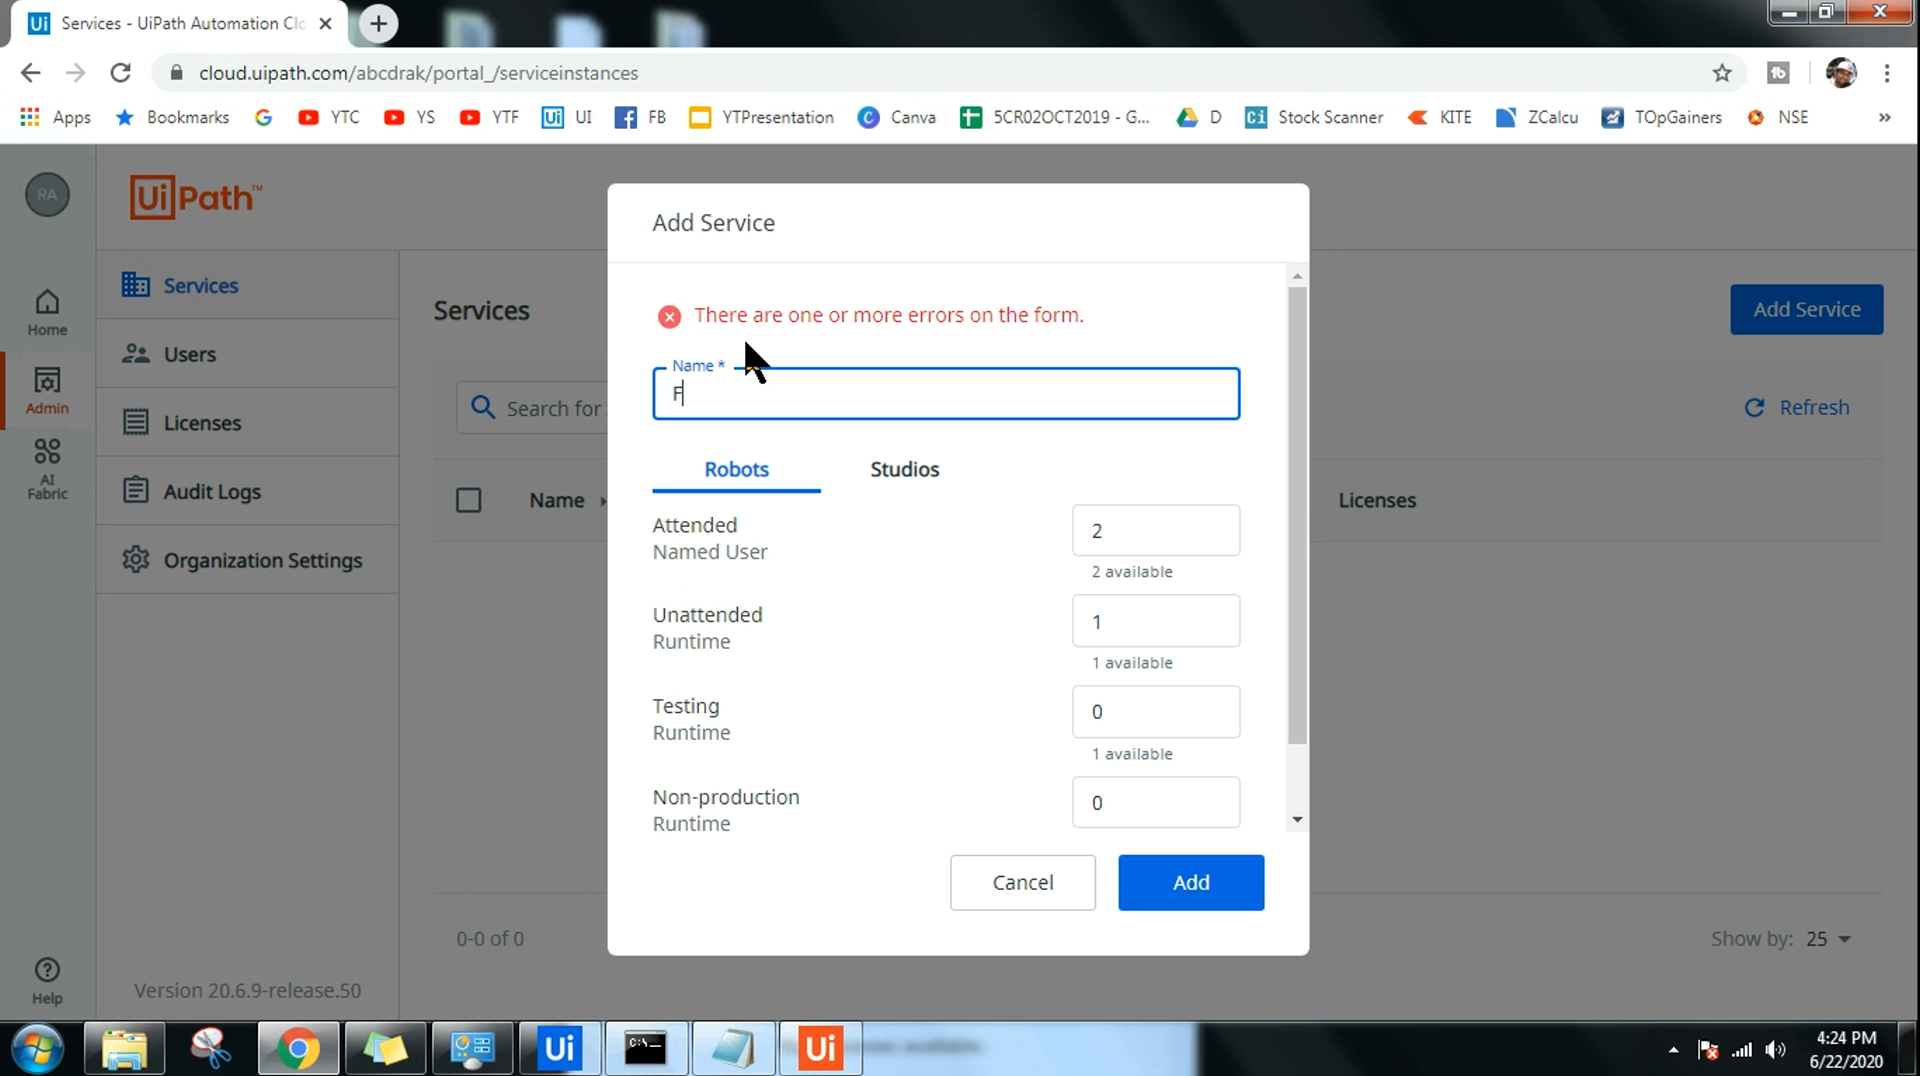 Services - UiPath Automation Clo
cloud.uipath.com/abcdrak/portal_/serviceinstances
Apps Bookmarks YTC YS YTF UI FB YTPresentation Canva 5CR02OCT2019 - G... D Stock Scanner KITE ZCalcu TOpGainers NSE »
RA
UiPath™
Home
Admin
AI
Fabric
Help
Services
Users
Licenses
Audit Logs
Organization Settings
Version 20.6.9-release.50
Services
Add Service
Search for
Refresh
Name
Licenses
0-0 of 0
Show by: 25
Add Service
There are one or more errors on the form.
Name *
F
Robots Studios
Attended
Named User
2
2 available
Unattended
Runtime
1
1 available
Testing
Runtime
0
1 available
Non-production
Runtime
0
Cancel Add
4:24 PM
6/22/2020